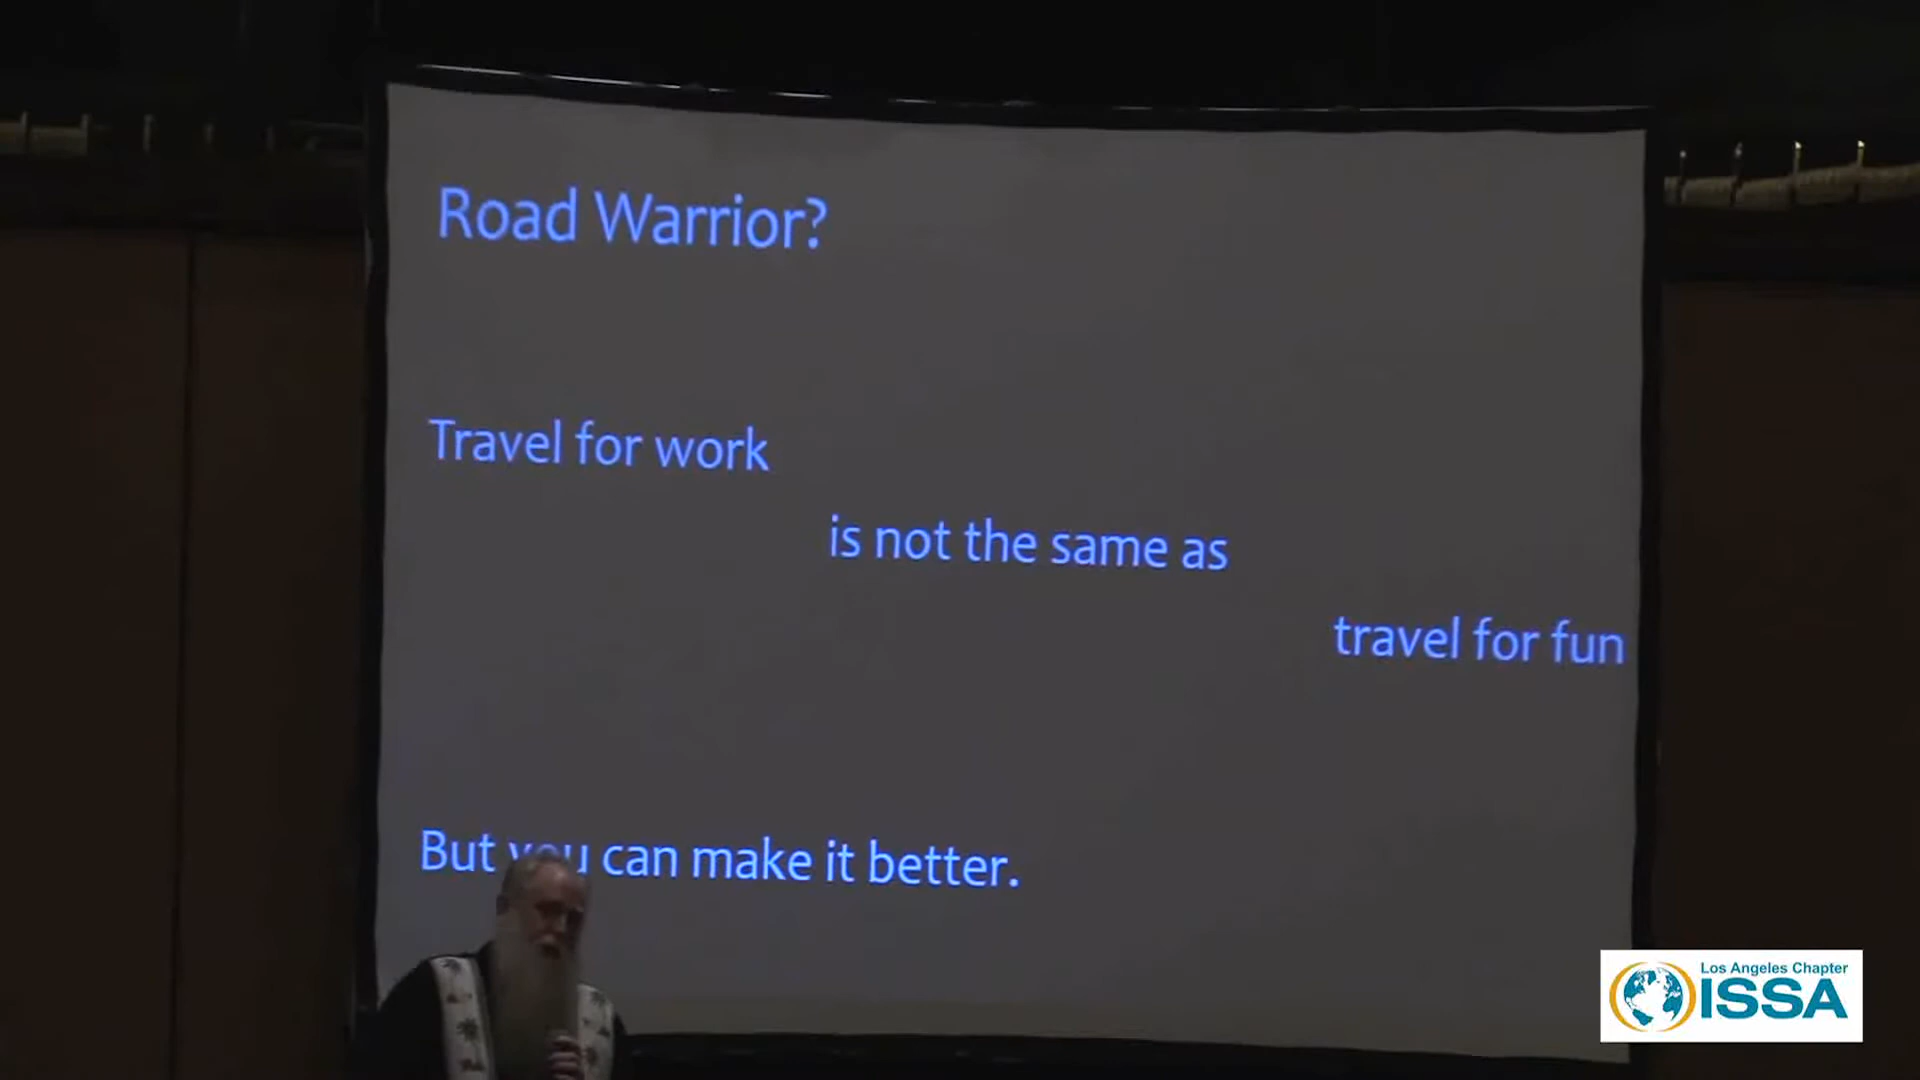 Road Warrior?
Travel for work
is not the same as
travel for fun
But you can make it better.
Los Angeles Chapter
ISSA